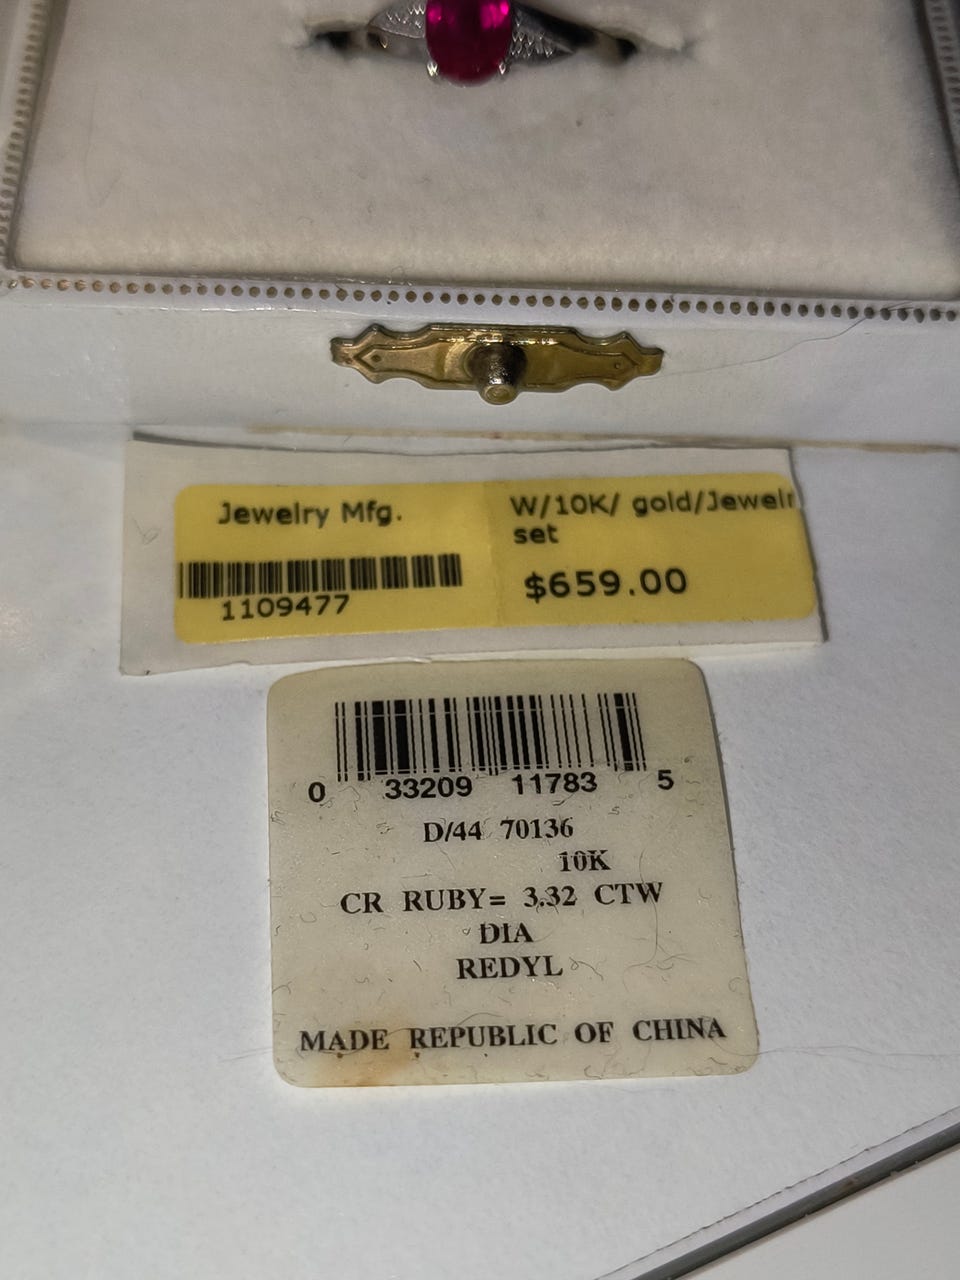 Jewelry Mfg.
1109477
W/10K/ gold/Jewelr
set
$659.00
0 33209 11783 5
D/44 70136
10K
CR RUBY= 3.32 CTW
DIA
REDYL
MADE REPUBLIC OF CHINA